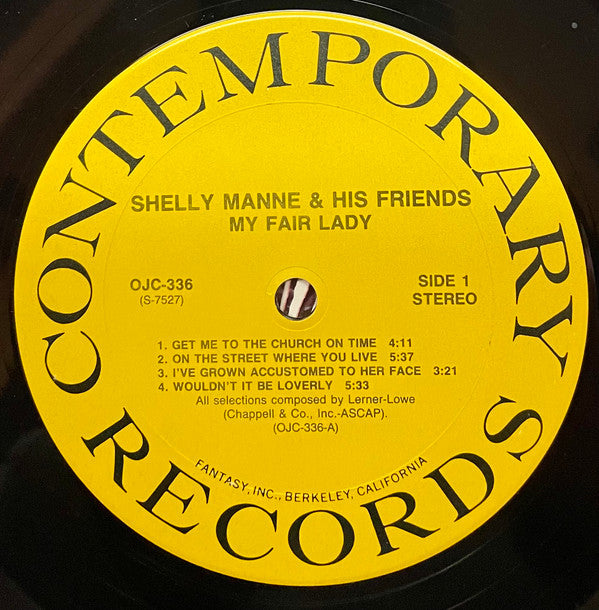 CONTEMPORARY RECORDS
SHELLY MANNE & HIS FRIENDS
MY FAIR LADY
OJC-336
(S-7527)
SIDE 1
STEREO
1. GET ME TO THE CHURCH ON TIME 4:11
2. ON THE STREET WHERE YOU LIVE 5:37
3. I'VE GROWN ACCUSTOMED TO HER FACE 3:21
4. WOULDN'T IT BE LOVERLY 5:33
All selections composed by Lerner-Lowe
(Chappell & Co., Inc.-ASCAP).
(OJC-336-A)
FANTASY, INC., BERKELEY, CALIFORNIA